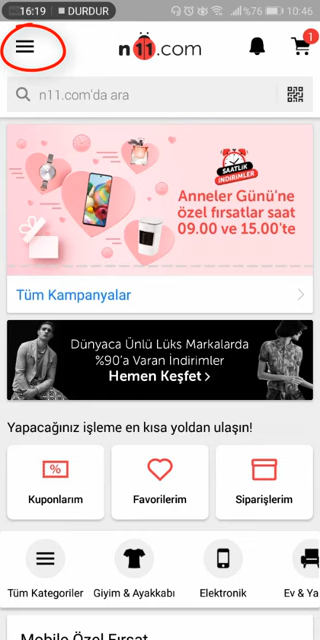 16:19 DURDUR %76 10:46
n11.com
1
n11.com'da ara
SAATLİK
İNDİRİMLER
Anneler Günü'ne
özel fırsatlar saat
09.00 ve 15.00'te
Tüm Kampanyalar
Dünyaca Ünlü Lüks Markalarda
%90'a Varan İndirimler
Hemen Keşfet >
Yapacağınız işleme en kısa yoldan ulaşın!
%
Kuponlarım Favorilerim Siparişlerim
Tüm Kategoriler Giyim & Ayakkabı Elektronik Ev & Ya
Mobile Özel Fırsat